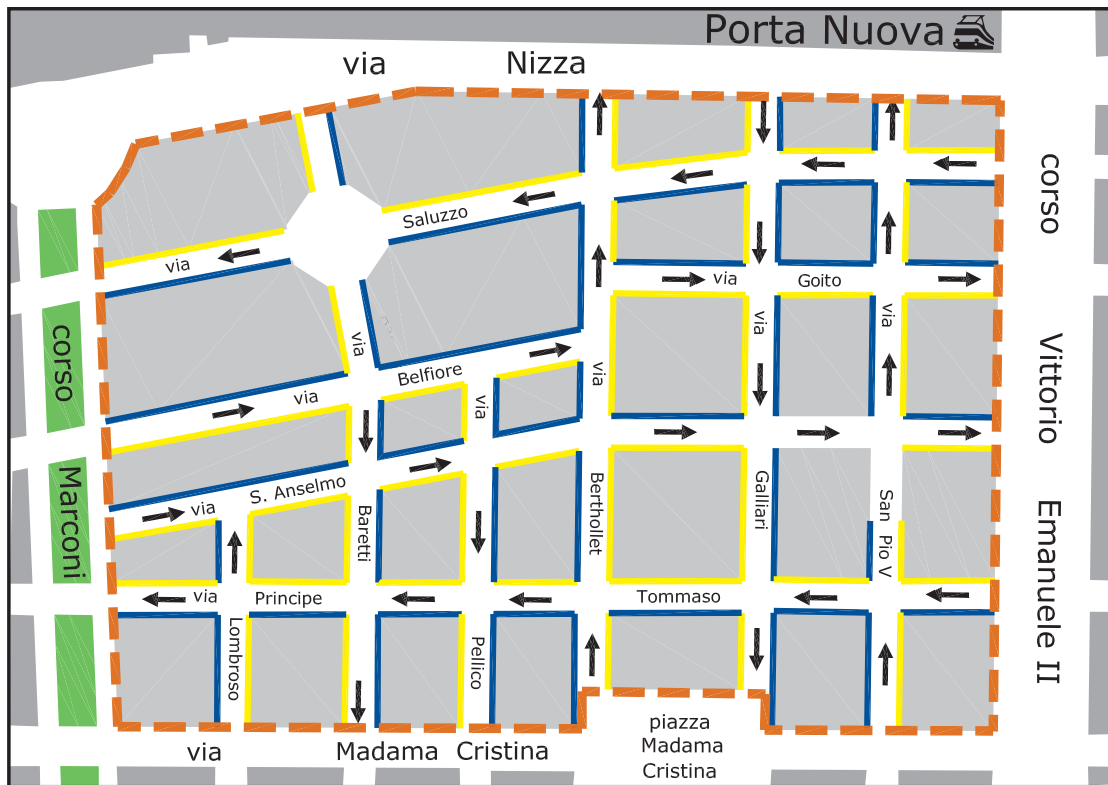 Porta Nuova
via Nizza
corso Vittorio Emanuele II
via Saluzzo
via Goito
via
via
via Belfiore
via
via
via
corso Marconi
via S. Anselmo
Baretti
Berthollet
Galliari
San Pio V
via Principe Tommaso
Lombroso
Pellico
via Madama Cristina
piazza
Madama
Cristina